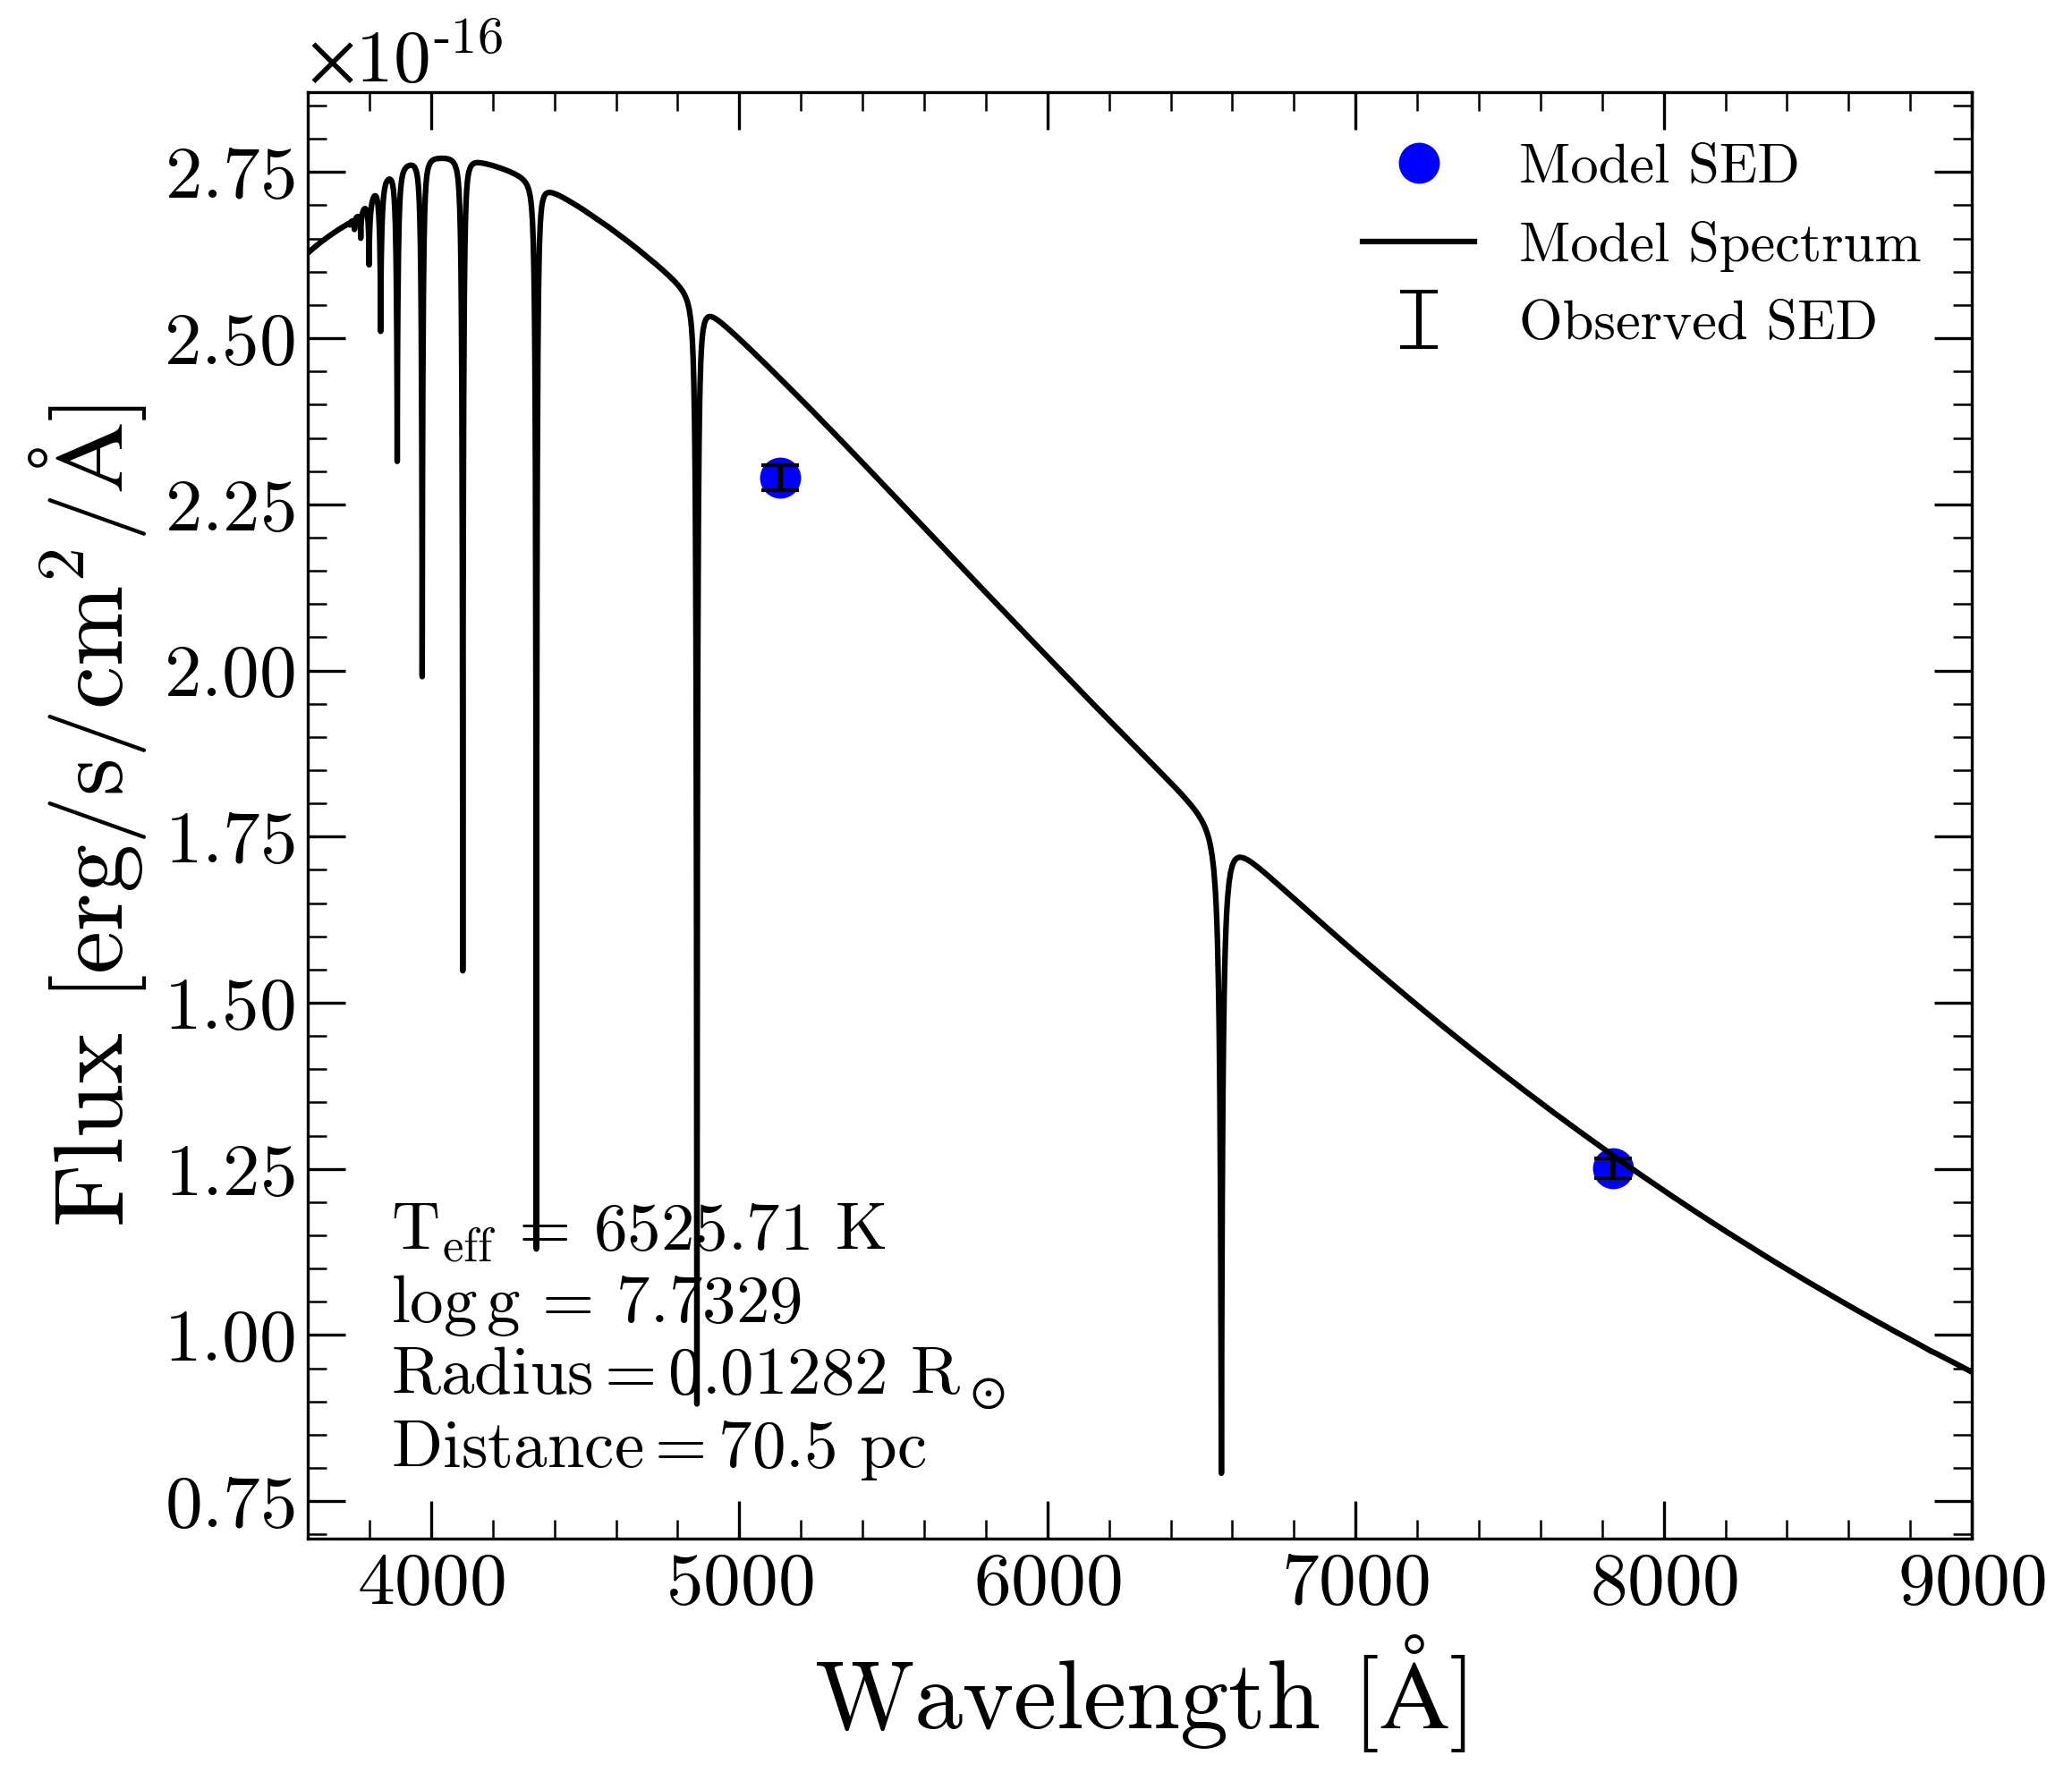 ×10-16
Model SED
Model Spectrum
Observed SED
Flux [erg/s/cm²/Å]
2.75
2.50
2.25
2.00
1.75
1.50
1.25
1.00
0.75
Teff = 6525.71 K
log g = 7.7329
Radius = 0.01282 R⊙
Distance = 70.5 pc
4000 5000 6000 7000 8000 9000
Wavelength [Å]